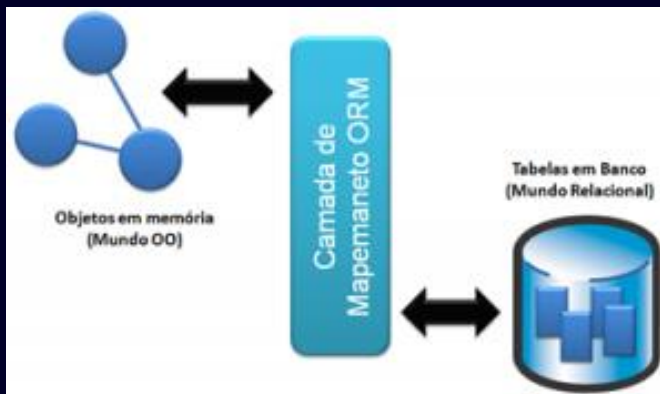 Objetos em memória
(Mundo OO)
Camada de
Mapemaneto ORM
Tabelas em Banco
(Mundo Relacional)